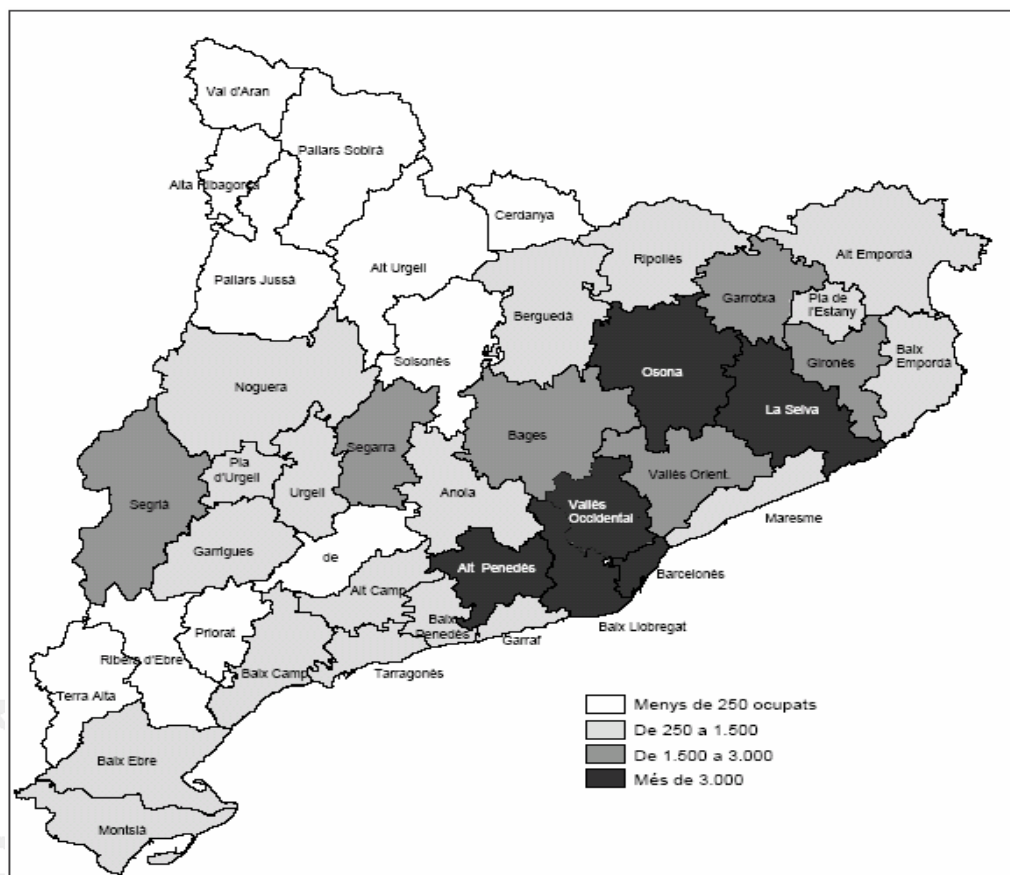 Val d'Aran
Pallars Sobirà
Alta Ribagorça
Cerdanya
Ripollès
Alt Empordà
Alt Urgell
Pallars Jussà
Garrotxa
Pla de
l'Estany
Berguedà
Baix
Empordà
Solsonès
Gironès
Osona
Noguera
La Selva
Bages
Segarra
Pla
d'Urgell
Vallès Orient.
Urgell
Anoia
Segrià
Vallès
Occidental
Maresme
Garrigues
de
Alt Penedès
Barcelonès
Alt Camp
Baix
Penedès
Baix Llobregat
Priorat
Garraf
Ribera d'Ebre
Baix Camp
Tarragonès
Terra Alta
Baix Ebre
Montsià
Menys de 250 ocupats
De 250 a 1.500
De 1.500 a 3.000
Més de 3.000